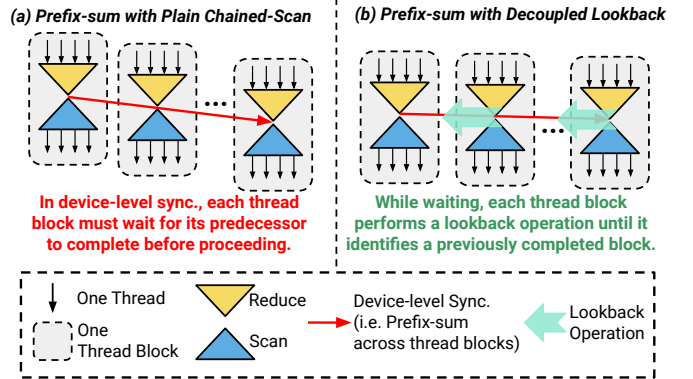 (a) Prefix-sum with Plain Chained-Scan
(b) Prefix-sum with Decoupled Lookback
...
...
In device-level sync., each thread
block must wait for its predecessor
to complete before proceeding.
While waiting, each thread block
performs a lookback operation until it
identifies a previously completed block.
One Thread
One
Thread Block
Reduce
Scan
Device-level Sync.
(i.e. Prefix-sum
across thread blocks)
Lookback
Operation